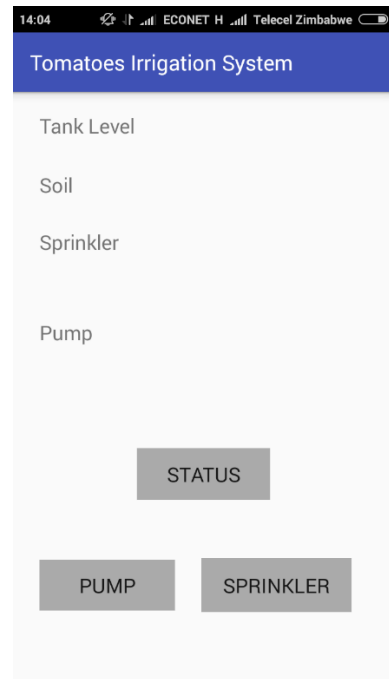 14:04 ECONET H Telecel Zimbabwe
Tomatoes Irrigation System
Tank Level
Soil
Sprinkler
Pump
STATUS
PUMP SPRINKLER